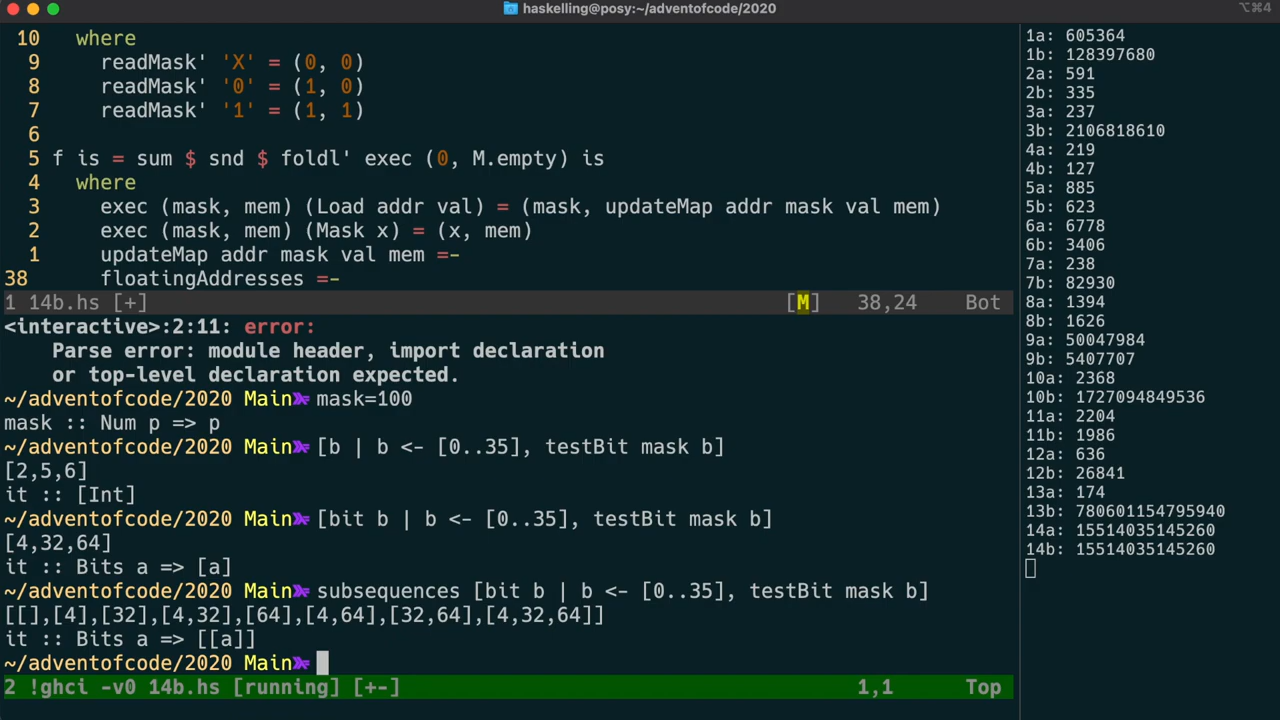 haskelling@posy:~/adventofcode/2020
⌥⌘4
10 where
9 readMask' 'X' = (0, 0)
8 readMask' '0' = (1, 0)
7 readMask' '1' = (1, 1)
6
5 f is = sum $ snd $ foldl' exec (0, M.empty) is
4 where
3 exec (mask, mem) (Load addr val) = (mask, updateMap addr mask val mem)
2 exec (mask, mem) (Mask x) = (x, mem)
1 updateMap addr mask val mem =-
38 floatingAddresses =-
1 14b.hs [+] [M] 38,24 Bot
<interactive>:2:11: error:
Parse error: module header, import declaration
or top-level declaration expected.
~/adventofcode/2020 Main mask=100
mask :: Num p => p
~/adventofcode/2020 Main [b | b <- [0..35], testBit mask b]
[2,5,6]
it :: [Int]
~/adventofcode/2020 Main [bit b | b <- [0..35], testBit mask b]
[4,32,64]
it :: Bits a => [a]
~/adventofcode/2020 Main subsequences [bit b | b <- [0..35], testBit mask b]
[[],[4],[32],[4,32],[64],[4,64],[32,64],[4,32,64]]
it :: Bits a => [[a]]
~/adventofcode/2020 Main
2 !ghci -v0 14b.hs [running] [+-] 1,1 Top
1a: 605364
1b: 128397680
2a: 591
2b: 335
3a: 237
3b: 2106818610
4a: 219
4b: 127
5a: 885
5b: 623
6a: 6778
6b: 3406
7a: 238
7b: 82930
8a: 1394
8b: 1626
9a: 50047984
9b: 5407707
10a: 2368
10b: 1727094849536
11a: 2204
11b: 1986
12a: 636
12b: 26841
13a: 174
13b: 780601154795940
14a: 15514035145260
14b: 15514035145260